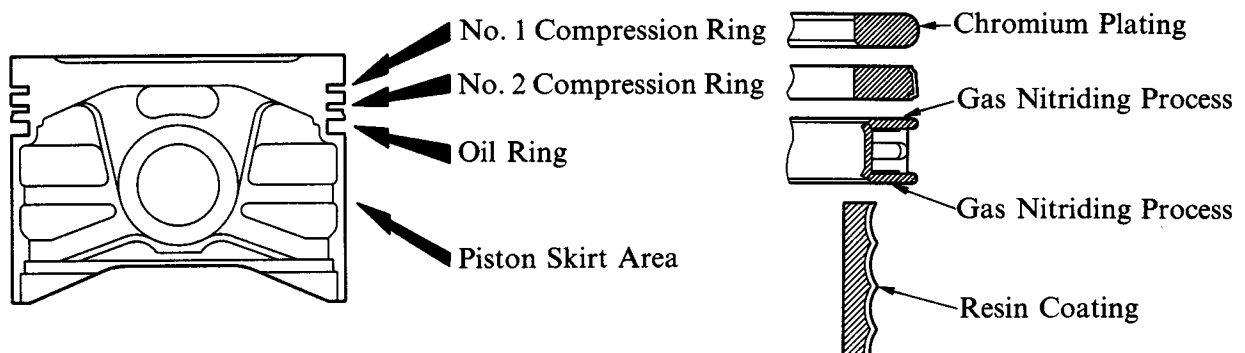 No. 1 Compression Ring
No. 2 Compression Ring
Oil Ring
Piston Skirt Area
Chromium Plating
Gas Nitriding Process
Gas Nitriding Process
Resin Coating